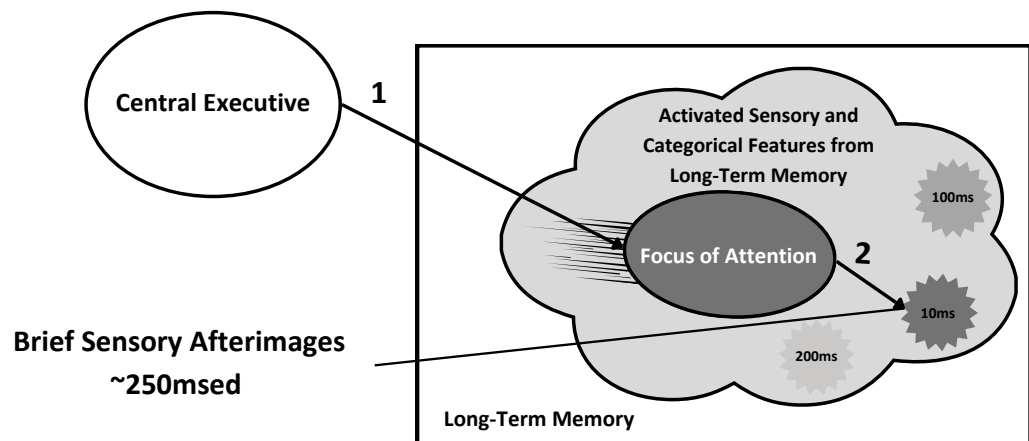 Central Executive
1
Activated Sensory and
Categorical Features from
Long-Term Memory
100ms
Focus of Attention
2
10ms
Brief Sensory Afterimages
~250msed
200ms
Long-Term Memory